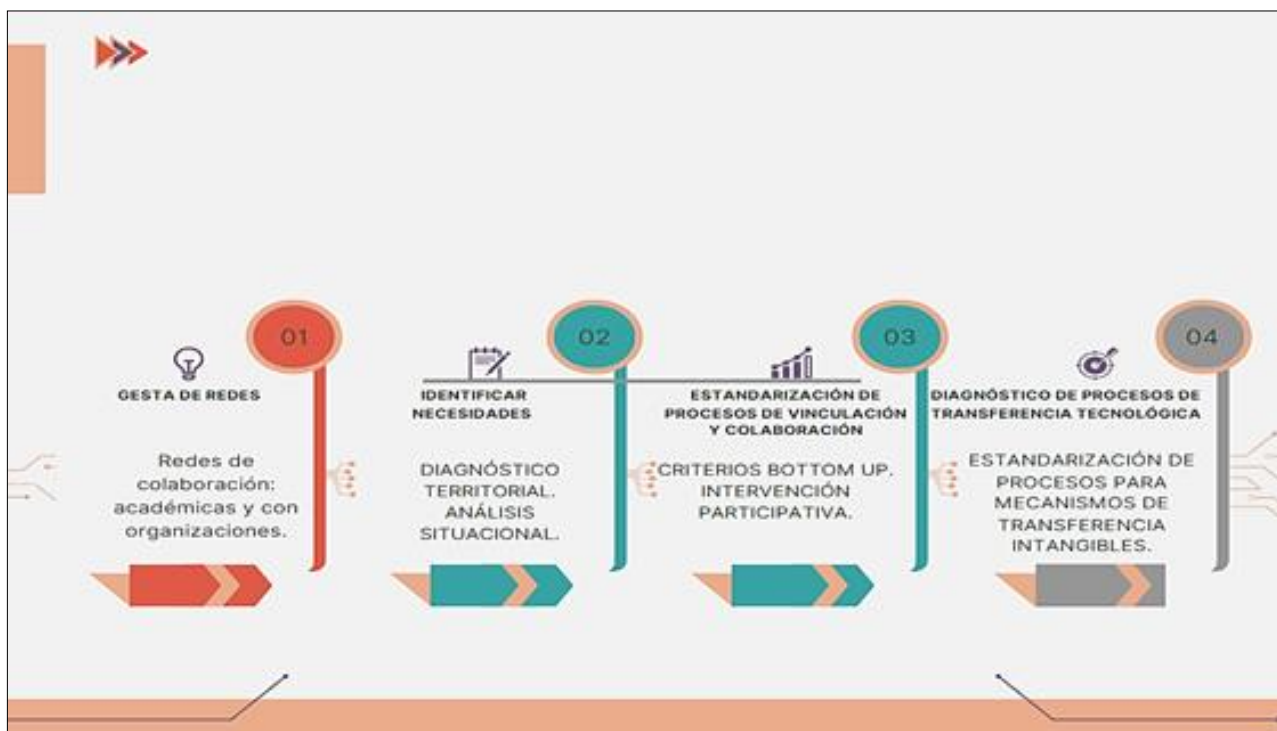 01
GESTA DE REDES
Redes de
colaboración:
académicas y con
organizaciones.
02
IDENTIFICAR
NECESIDADES
DIAGNÓSTICO
TERRITORIAL.
ANÁLISIS
SITUACIONAL.
03
ESTANDARIZACIÓN DE
PROCESOS DE VINCULACIÓN
Y COLABORACIÓN
CRITERIOS BOTTOM UP.
INTERVENCIÓN
PARTICIPATIVA.
04
DIAGNÓSTICO DE PROCESOS DE
TRANSFERENCIA TECNOLÓGICA
ESTANDARIZACIÓN DE
PROCESOS PARA
MECANISMOS DE
TRANSFERENCIA
INTANGIBLES.